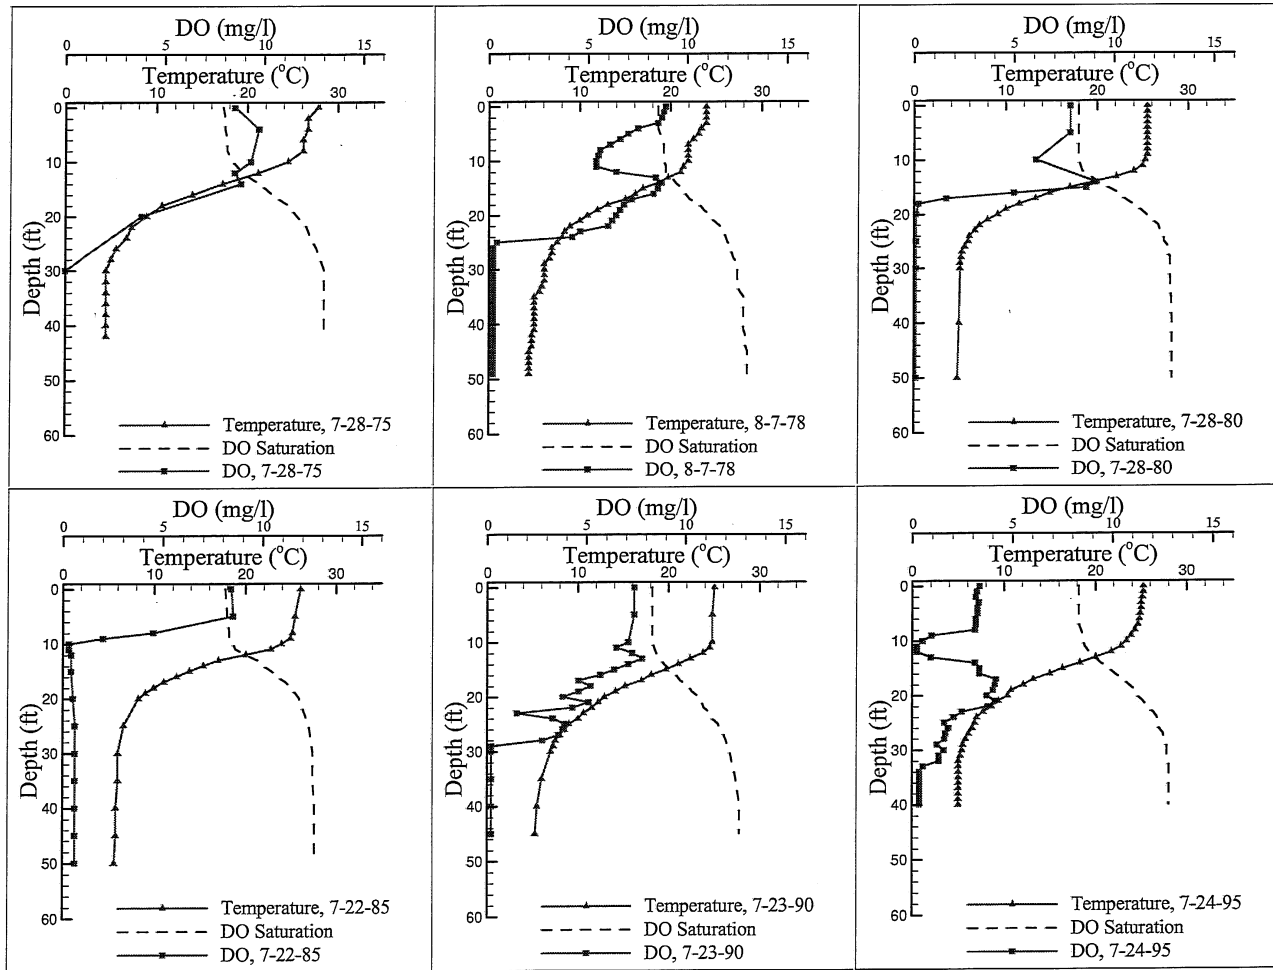 DO (mg/l)
0 5 10 15
Temperature (°C)
0 10 20 30
0
10
20
30
40
50
60
Depth (ft)
Temperature, 7-28-75
DO Saturation
DO, 7-28-75
DO (mg/l)
0 5 10 15
Temperature (°C)
0 10 20 30
0
10
20
30
40
50
60
Depth (ft)
Temperature, 8-7-78
DO Saturation
DO, 8-7-78
DO (mg/l)
0 5 10 15
Temperature (°C)
0 10 20 30
0
10
20
30
40
50
60
Depth (ft)
Temperature, 7-28-80
DO Saturation
DO, 7-28-80
DO (mg/l)
0 5 10 15
Temperature (°C)
0 10 20 30
0
10
20
30
40
50
60
Depth (ft)
Temperature, 7-22-85
DO Saturation
DO, 7-22-85
DO (mg/l)
0 5 10 15
Temperature (°C)
0 10 20 30
0
10
20
30
40
50
60
Depth (ft)
Temperature, 7-23-90
DO Saturation
DO, 7-23-90
DO (mg/l)
0 5 10 15
Temperature (°C)
0 10 20 30
0
10
20
30
40
50
60
Depth (ft)
Temperature, 7-24-95
DO Saturation
DO, 7-24-95